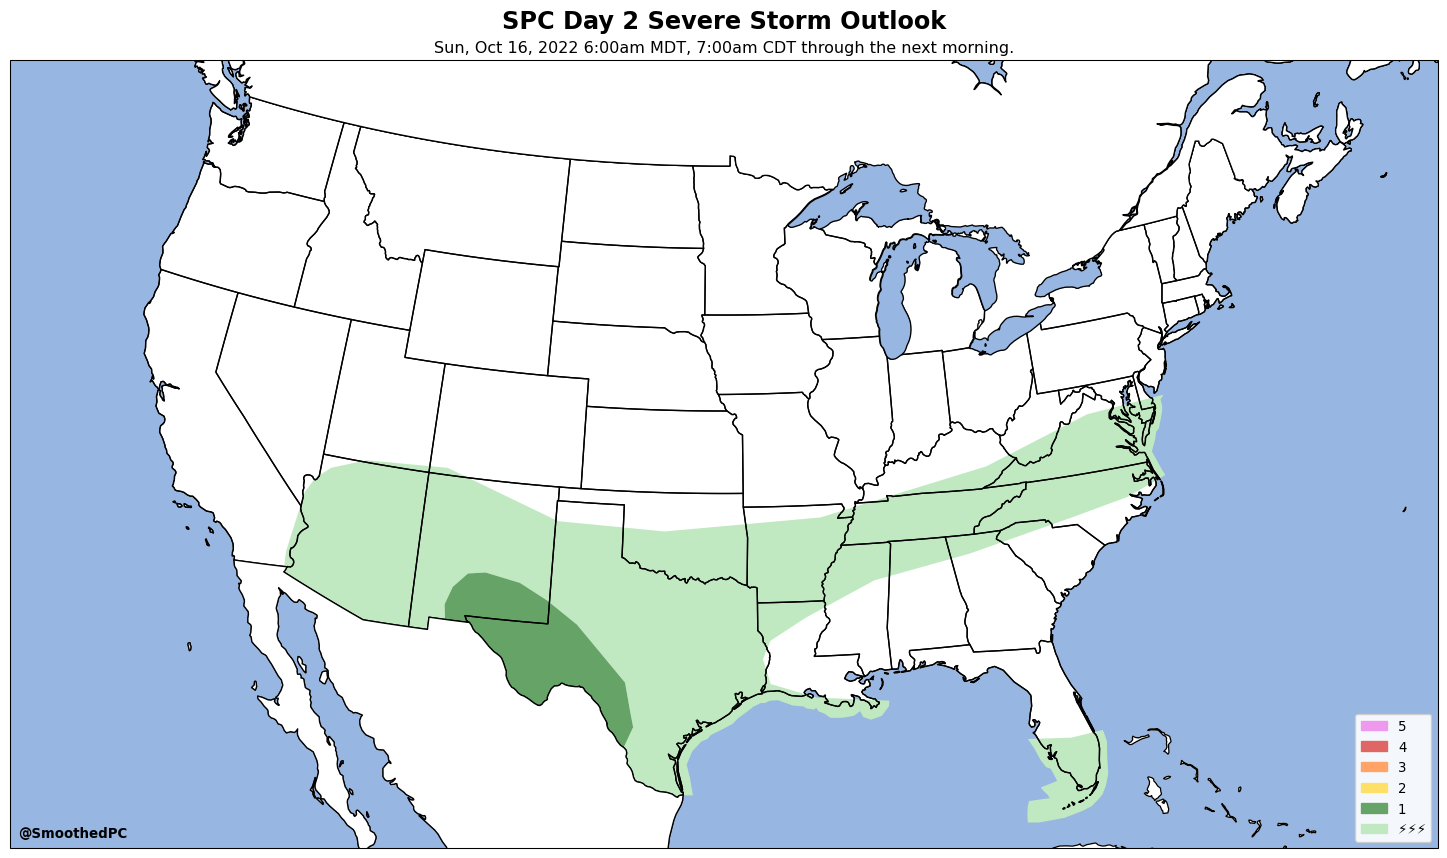 SPC Day 2 Severe Storm Outlook
Sun, Oct 16, 2022 6:00am MDT, 7:00am CDT through the next morning.
5
4
3
2
1
⚡⚡⚡
@SmoothedPC